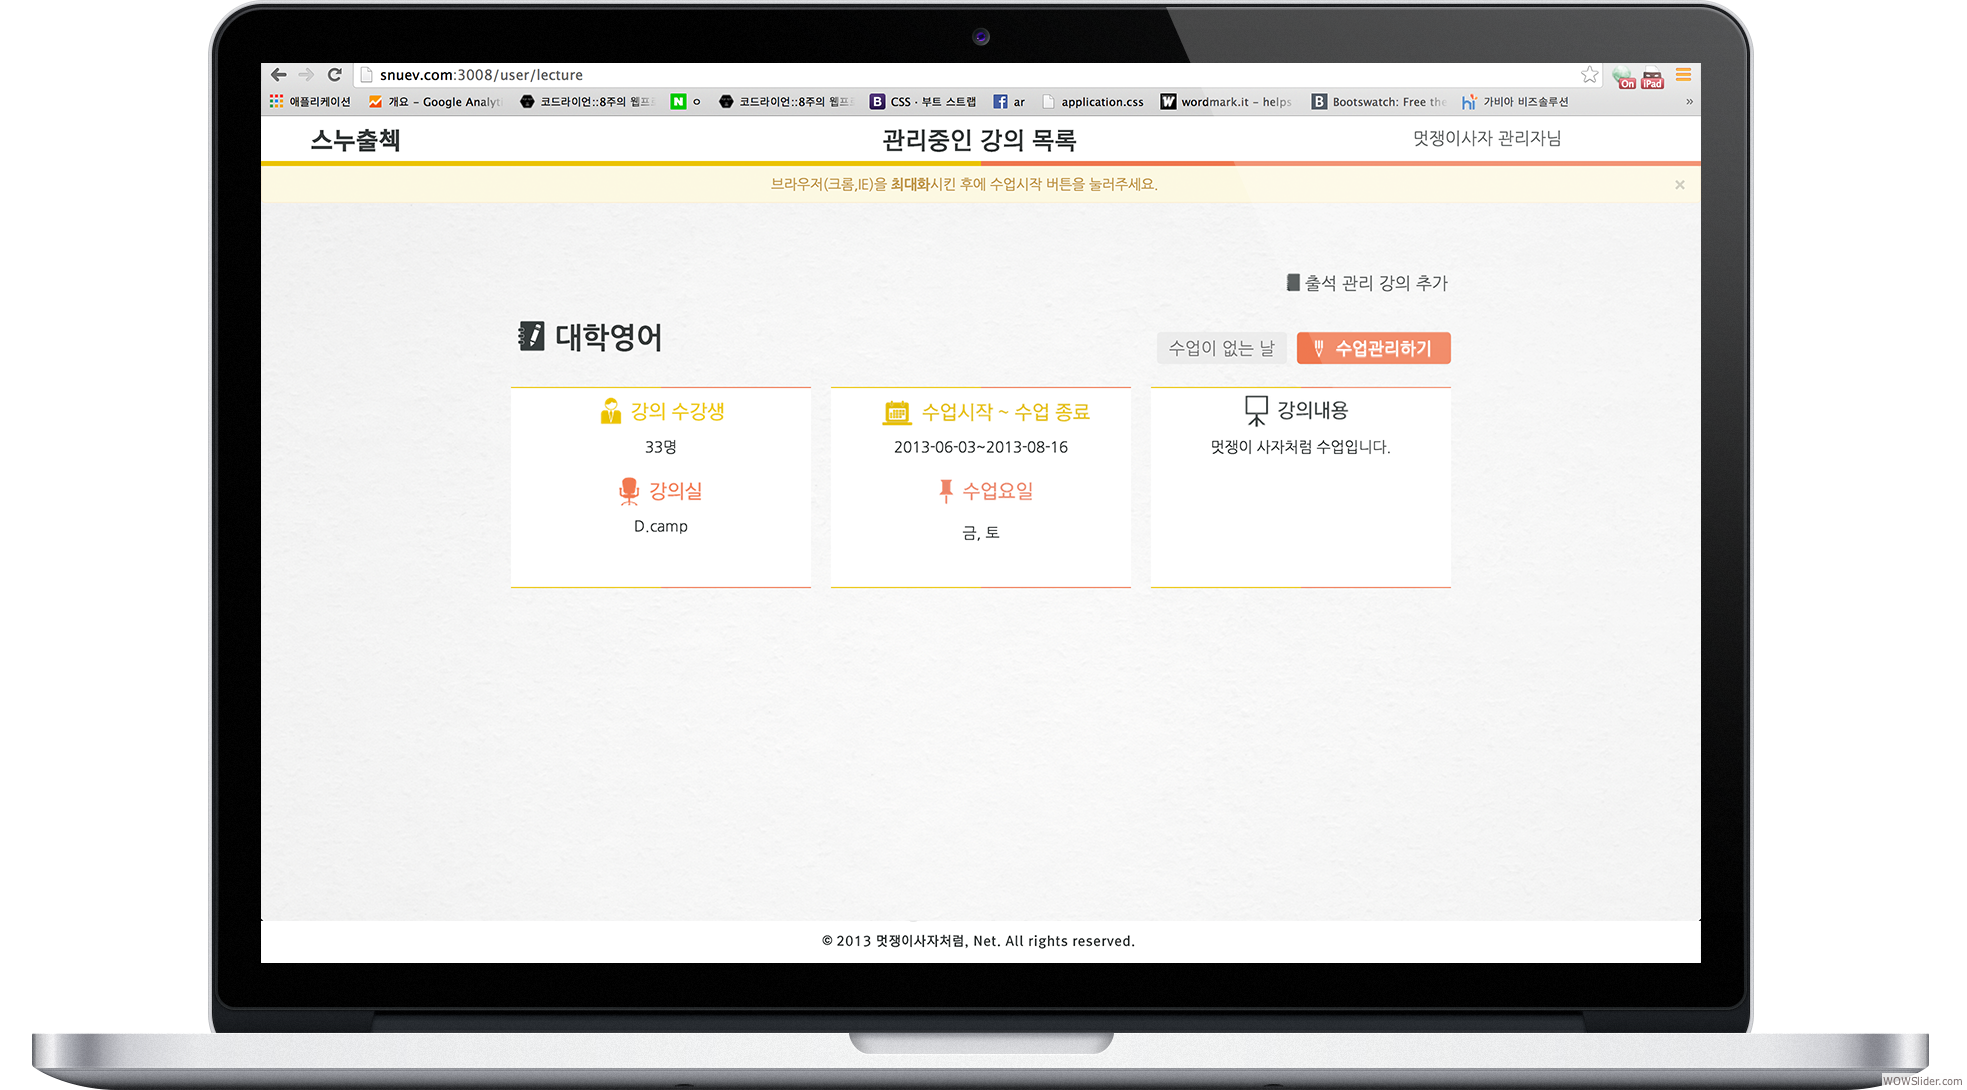 snuev.com:3008/user/lecture
On
iPad
애플리케이션
개요 – Google Analyt
코드라이언::8주의 웹프
N
ㅇ
코드라이언::8주의 웹프
B
CSS · 부트 스트랩
f
ar
application.css
W
wordmark.it – helps
B
Bootswatch: Free the
hi
가비아 비즈솔루션
»
스누출첵
관리중인 강의 목록
멋쟁이사자 관리자님
브라우저(크롬,IE)을 최대화시킨 후에 수업시작 버튼을 눌러주세요.
×
출석 관리 강의 추가
대학영어
수업이 없는 날
수업관리하기
강의 수강생
33명
강의실
D.camp
수업시작 ~ 수업 종료
2013-06-03~2013-08-16
수업요일
금, 토
강의내용
멋쟁이 사자처럼 수업입니다.
© 2013 멋쟁이사자처럼, Net. All rights reserved.
WOWSlider.com